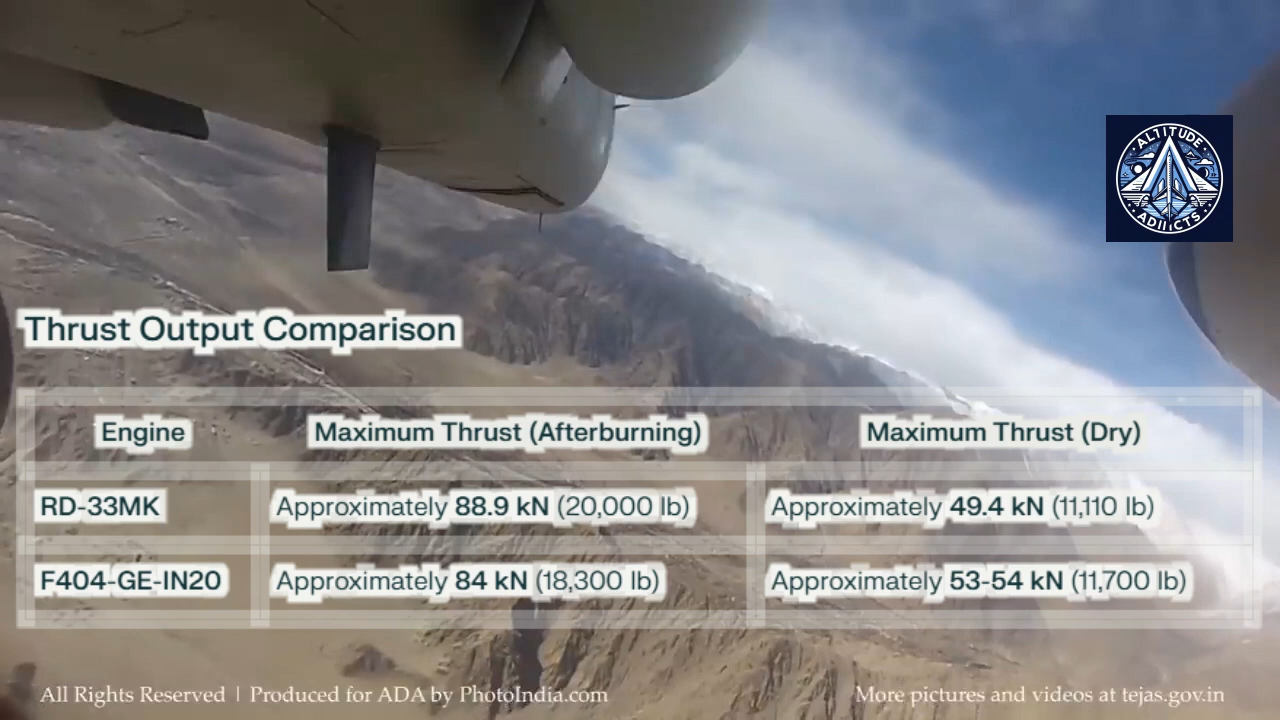 ALTITUDE
ADIIICTS
Thrust Output Comparison
Engine Maximum Thrust (Afterburning) Maximum Thrust (Dry)
RD-33MK Approximately 88.9 kN (20,000 lb) Approximately 49.4 kN (11,110 lb)
F404-GE-IN20 Approximately 84 kN (18,300 lb) Approximately 53-54 kN (11,700 lb)
All Rights Reserved | Produced for ADA by PhotoIndia.com More pictures and videos at tejas.gov.in